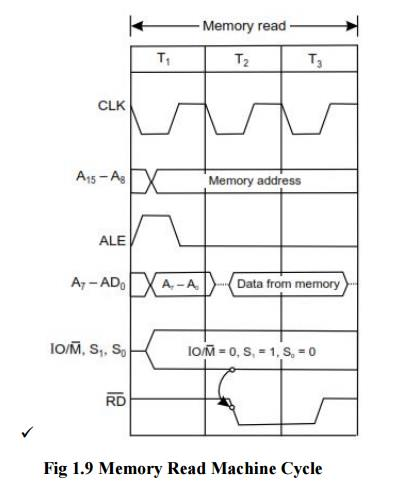 Memory read
T₁ T₂ T₃
CLK
A₁₅ – A₈ Memory address
ALE
A₇ – AD₀ A₇ – A₀ Data from memory
IO/M̅, S₁, S₀ IO/M̅ = 0, S₁ = 1, S₀ = 0
R̅D̅
✓
Fig 1.9 Memory Read Machine Cycle